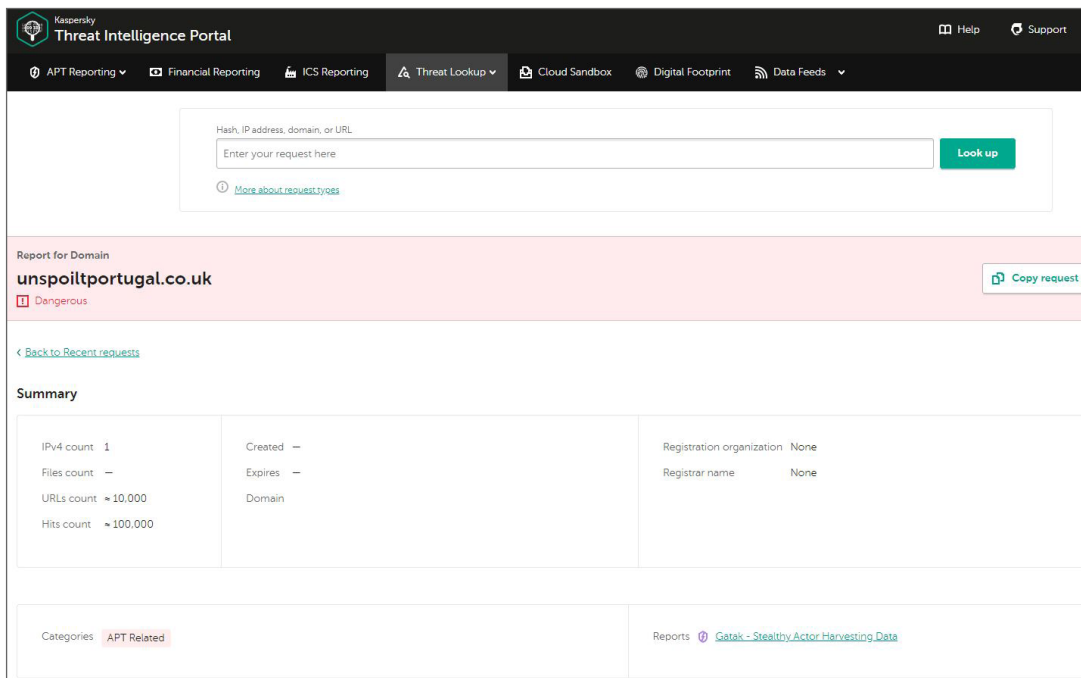 Kaspersky
Threat Intelligence Portal
Help
Support
APT Reporting
Financial Reporting
ICS Reporting
Threat Lookup
Cloud Sandbox
Digital Footprint
Data Feeds
Hash, IP address, domain, or URL
Enter your request here
Look up
More about request types
Report for Domain
unspoiltportugal.co.uk
Dangerous
Copy request
Back to Recent requests
Summary
IPv4 count 1
Files count —
URLs count ≈ 10,000
Hits count ≈ 100,000
Created —
Expires —
Domain
Registration organization None
Registrar name None
Categories APT Related
Reports Gatak - Stealthy Actor Harvesting Data